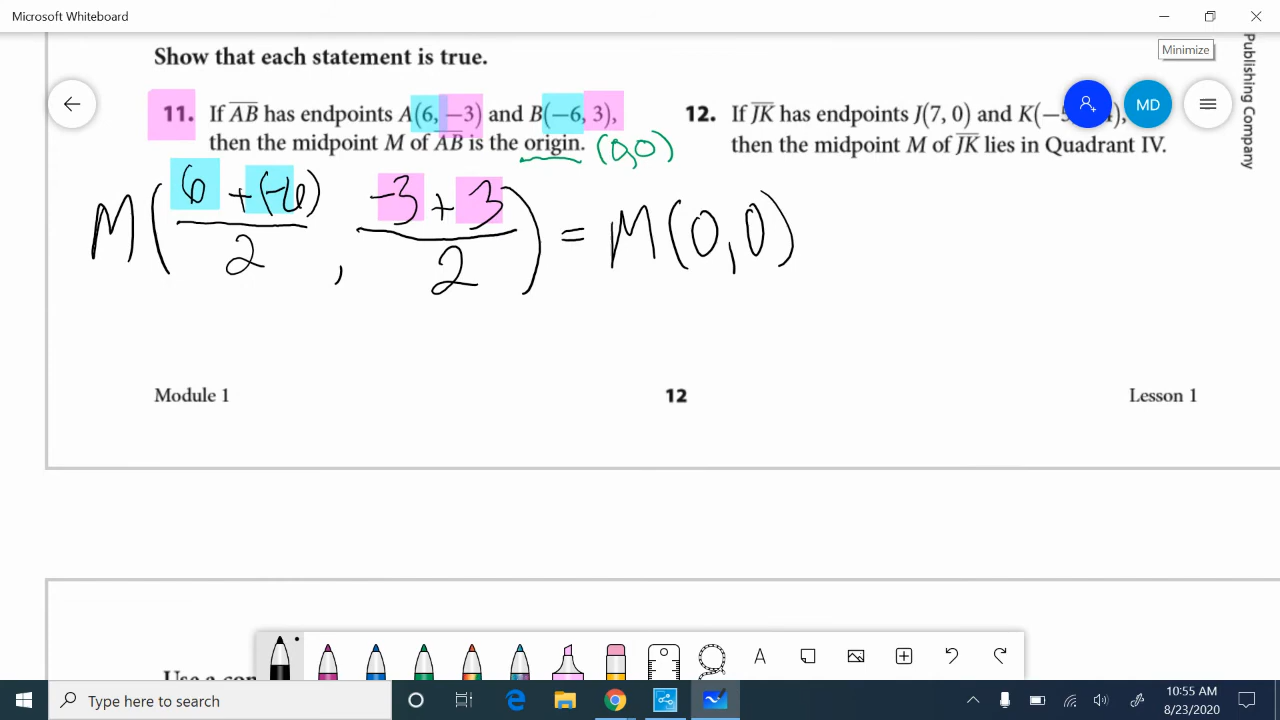 Microsoft Whiteboard
Minimize
Publishing Company
Show that each statement is true.
11. If AB has endpoints A(6, −3) and B(−6, 3),
then the midpoint M of AB is the origin. (0,0)
12. If JK has endpoints J(7, 0) and K(
then the midpoint M of JK lies in Quadrant IV.
MD
M(6 + (-6) / 2 , -3 + 3 / 2) = M(0,0)
Module 1
12
Lesson 1
Use a
A
Type here to search
10:55 AM
8/23/2020